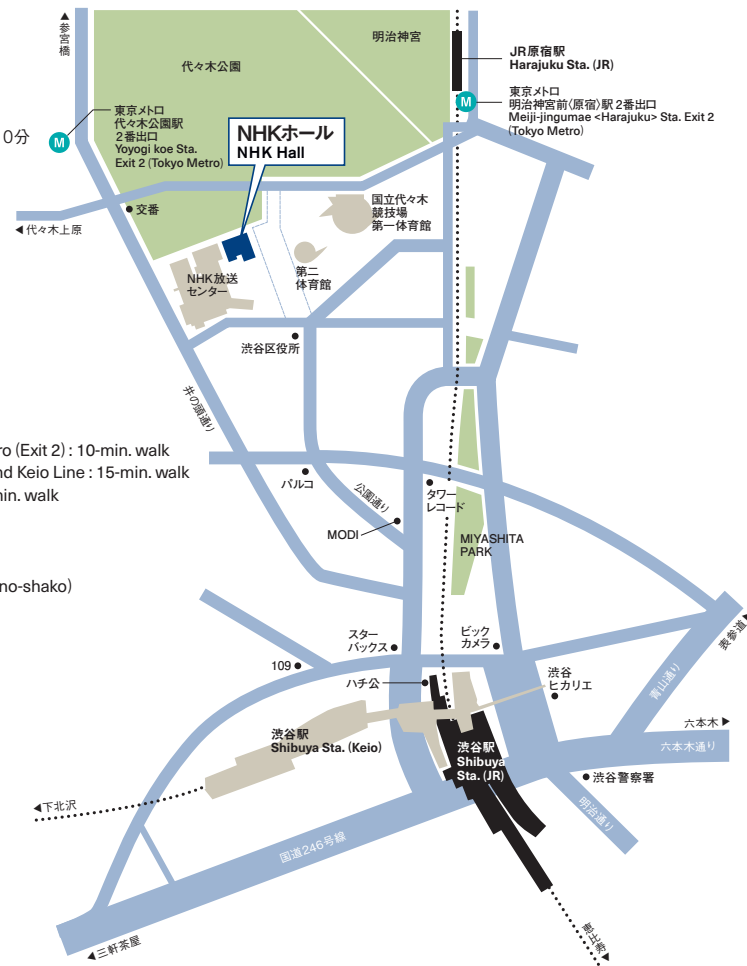 ▲参宮橋
代々木公園
明治神宮
JR原宿駅
Harajuku Sta. (JR)
東京メトロ
明治神宮前〈原宿〉駅 2番出口
Meiji-jingumae <Harajuku> Sta. Exit 2
(Tokyo Metro)
M
0分
M
東京メトロ
代々木公園駅
2番出口
Yoyogi koe Sta.
Exit 2 (Tokyo Metro)
NHKホール
NHK Hall
交番
◀代々木上原
国立代々木
競技場
第一体育館
第二
体育館
NHK放送
センター
渋谷区役所
井の頭通り
ro (Exit 2) : 10-min. walk
nd Keio Line : 15-min. walk
min. walk
パルコ
公園通り
タワー
レコード
MODI
MIYASHITA
PARK
no-shako)
スター
バックス
ビック
カメラ
109
ハチ公
渋谷
ヒカリエ
表参道▶
青山通り
六本木▶
六本木通り
渋谷駅
Shibuya Sta. (Keio)
渋谷駅
Shibuya
Sta. (JR)
渋谷警察署
明治通り
◀下北沢
国道246号線
◀三軒茶屋
恵比寿▶